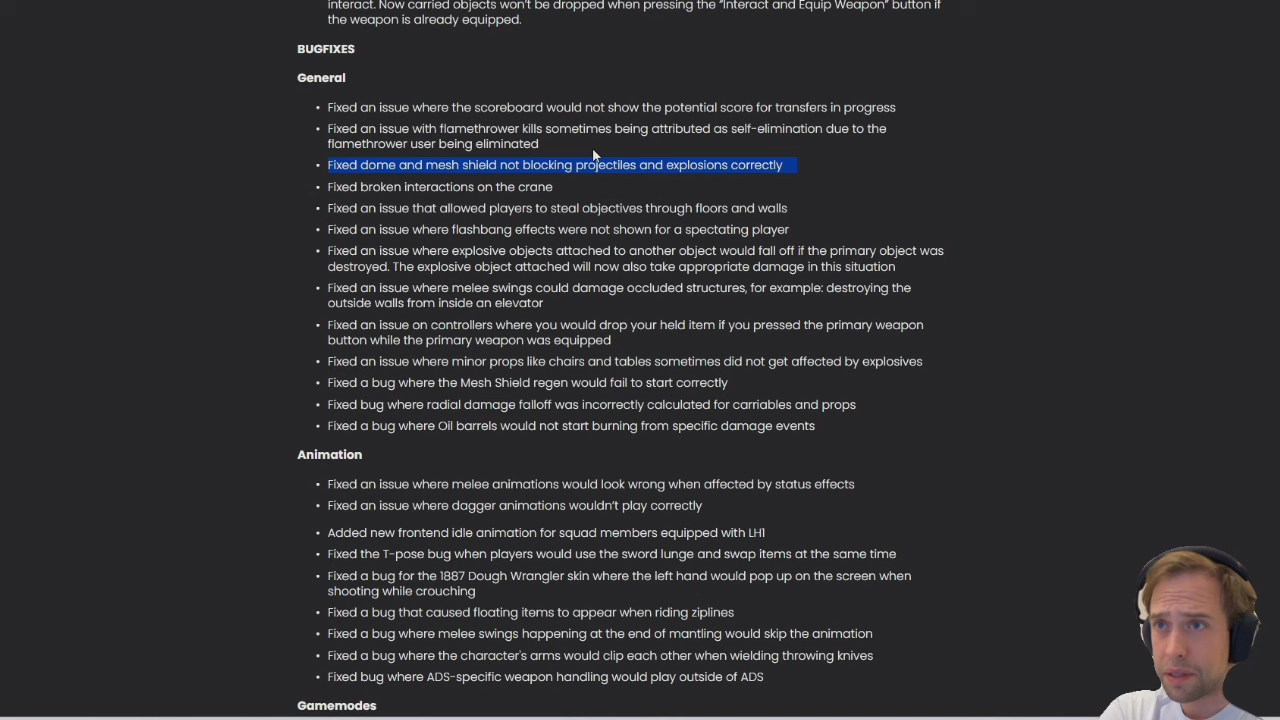 interact. Now carried objects won't be dropped when pressing the “Interact and Equip Weapon” button if
the weapon is already equipped.
BUGFIXES
General
• Fixed an issue where the scoreboard would not show the potential score for transfers in progress
• Fixed an issue with flamethrower kills sometimes being attributed as self-elimination due to the
flamethrower user being eliminated
• Fixed dome and mesh shield not blocking projectiles and explosions correctly
• Fixed broken interactions on the crane
• Fixed an issue that allowed players to steal objectives through floors and walls
• Fixed an issue where flashbang effects were not shown for a spectating player
• Fixed an issue where explosive objects attached to another object would fall off if the primary object was
destroyed. The explosive object attached will now also take appropriate damage in this situation
• Fixed an issue where melee swings could damage occluded structures, for example: destroying the
outside walls from inside an elevator
• Fixed an issue on controllers where you would drop your held item if you pressed the primary weapon
button while the primary weapon was equipped
• Fixed an issue where minor props like chairs and tables sometimes did not get affected by explosives
• Fixed a bug where the Mesh Shield regen would fail to start correctly
• Fixed bug where radial damage falloff was incorrectly calculated for carriables and props
• Fixed a bug where Oil barrels would not start burning from specific damage events
Animation
• Fixed an issue where melee animations would look wrong when affected by status effects
• Fixed an issue where dagger animations wouldn't play correctly
• Added new frontend idle animation for squad members equipped with LH1
• Fixed the T-pose bug when players would use the sword lunge and swap items at the same time
• Fixed a bug for the 1887 Dough Wrangler skin where the left hand would pop up on the screen when
shooting while crouching
• Fixed a bug that caused floating items to appear when riding ziplines
• Fixed a bug where melee swings happening at the end of mantling would skip the animation
• Fixed a bug where the character's arms would clip each other when wielding throwing knives
• Fixed bug where ADS-specific weapon handling would play outside of ADS
Gamemodes